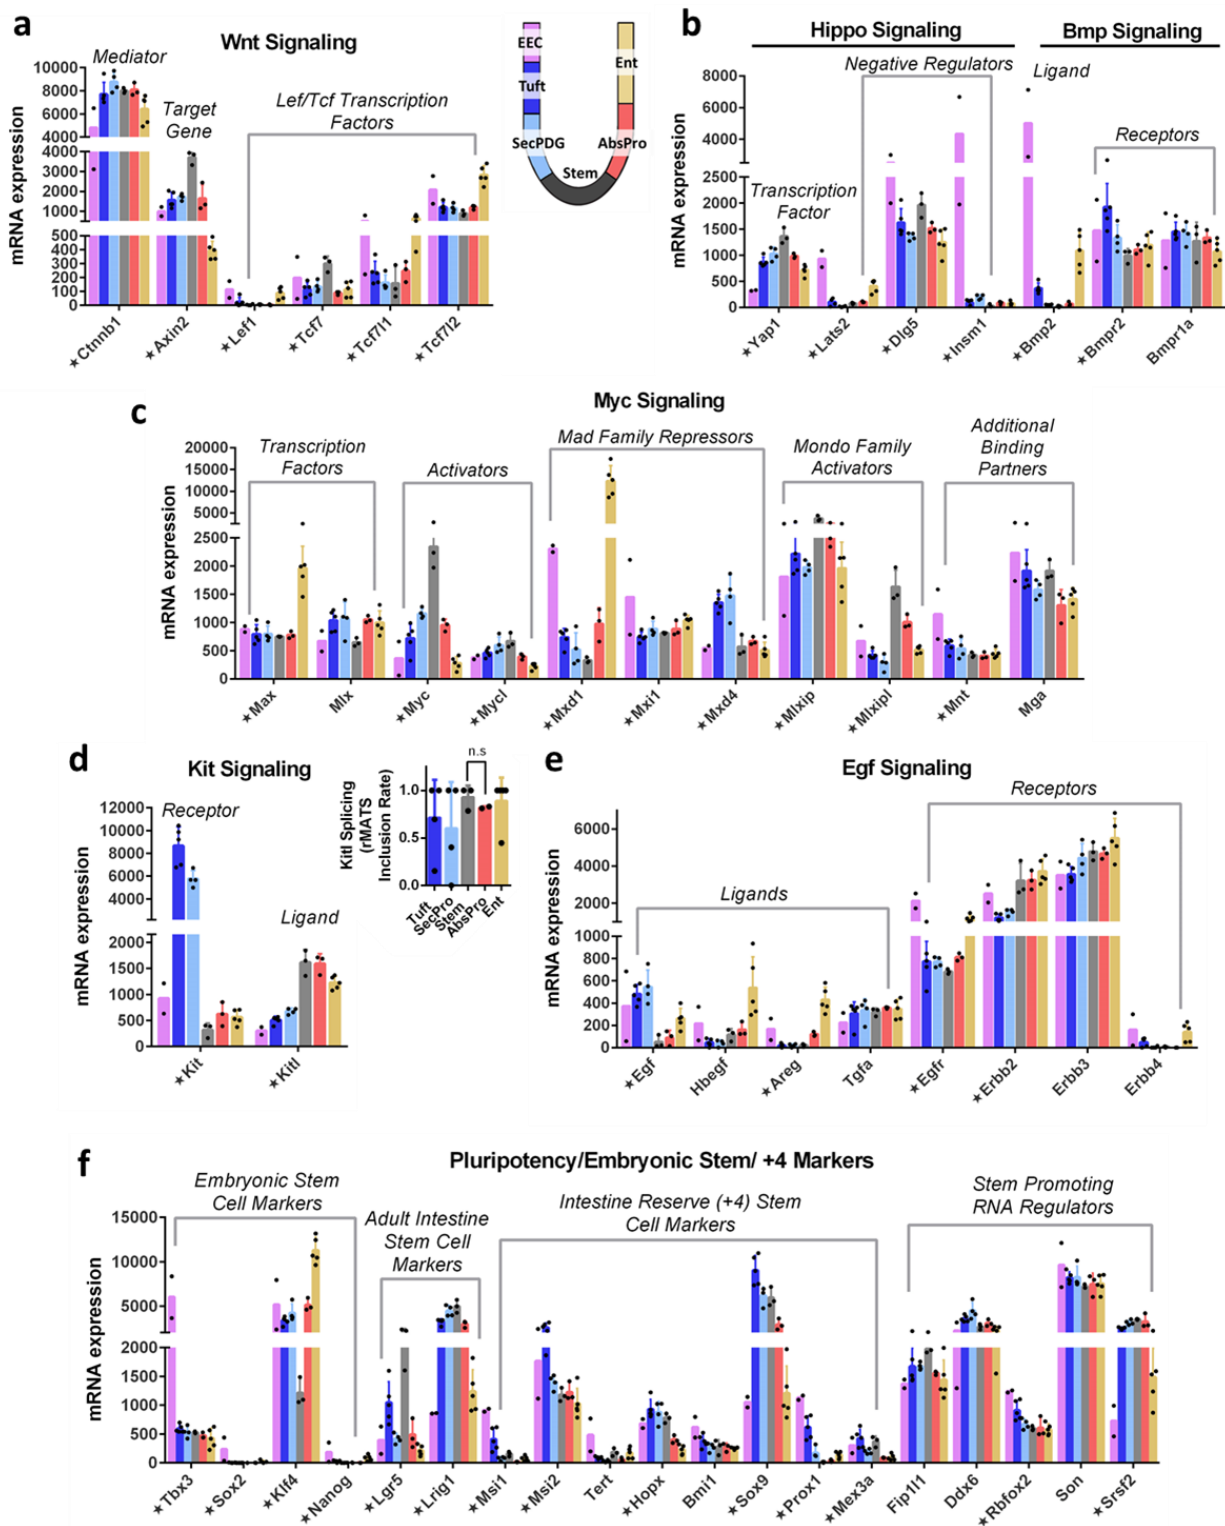 a
Wnt Signaling
Mediator
Target
Gene
Lef/Tcf Transcription
Factors
mRNA expression
10000
8000
6000
4000
4000
3000
2000
1000
500
400
300
200
100
0
★Ctnnb1
★Axin2
★Lef1
★Tcf7
★Tcf7l1
★Tcf7l2
EEC
Tuft
SecPDG
Stem
AbsPro
Ent
b
Hippo Signaling
Bmp Signaling
Negative Regulators
Ligand
Receptors
Transcription
Factor
mRNA expression
8000
6000
4000
2500
2000
1500
1000
500
0
★Yap1
★Lats2
★Dlg5
★Insm1
★Bmp2
★Bmpr2
Bmpr1a
c
Myc Signaling
Transcription
Factors
Activators
Mad Family Repressors
Mondo Family
Activators
Additional
Binding
Partners
mRNA expression
20000
15000
10000
5000
2500
2000
1500
1000
500
0
★Max
Mlx
★Myc
★Mycl
★Mxd1
★Mxi1
★Mxd4
★Mlxip
★Mlxipl
★Mnt
Mga
d
Kit Signaling
Receptor
Ligand
mRNA expression
12000
10000
8000
6000
4000
2000
1500
1000
500
0
★Kit
★Kitl
Kitl Splicing
(rMATS
Inclusion Rate)
n.s
1.0
0.5
0.0
Tuft
SecPro
Stem
AbsPro
Ent
e
Egf Signaling
Ligands
Receptors
mRNA expression
6000
4000
2000
1000
800
600
400
200
0
★Egf
Hbegf
★Areg
Tgfa
★Egfr
★Erbb2
Erbb3
Erbb4
f
Pluripotency/Embryonic Stem/ +4 Markers
Embryonic Stem
Cell Markers
Adult Intestine
Stem Cell
Markers
Intestine Reserve (+4) Stem
Cell Markers
Stem Promoting
RNA Regulators
mRNA expression
15000
10000
5000
2000
1500
1000
500
0
★Tbx3
★Sox2
★Klf4
★Nanog
★Lgr5
★Lrig1
★Msi1
★Msi2
Tert
★Hopx
Bmi1
★Sox9
★Prox1
★Mex3a
Fip1l1
Ddx6
★Rbfox2
Son
★Srsf2